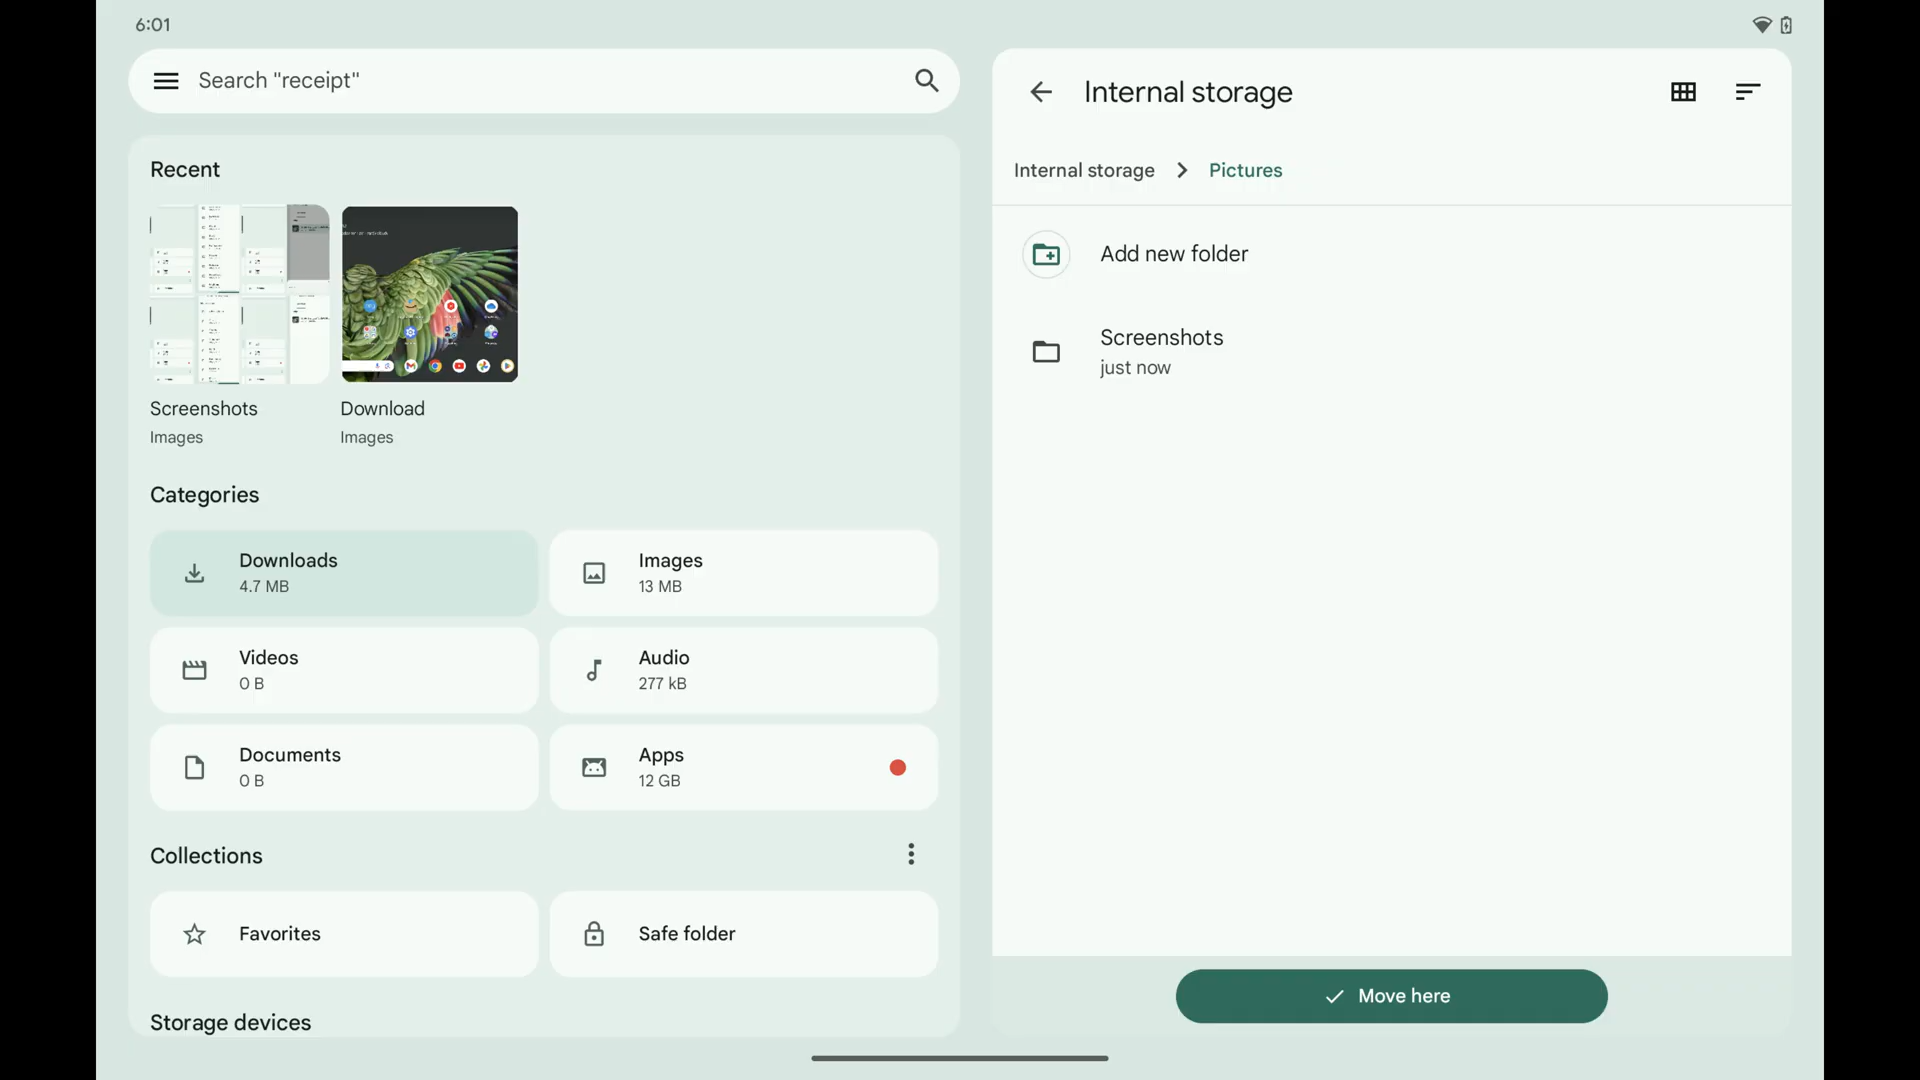 6:01
Search "receipt"
Recent
Screenshots
Images
Download
Images
Categories
Downloads
4.7 MB
Images
13 MB
Videos
0 B
Audio
277 kB
Documents
0 B
Apps
12 GB
Collections
Favorites
Safe folder
Storage devices
Internal storage
Internal storage
Pictures
Add new folder
Screenshots
just now
Move here